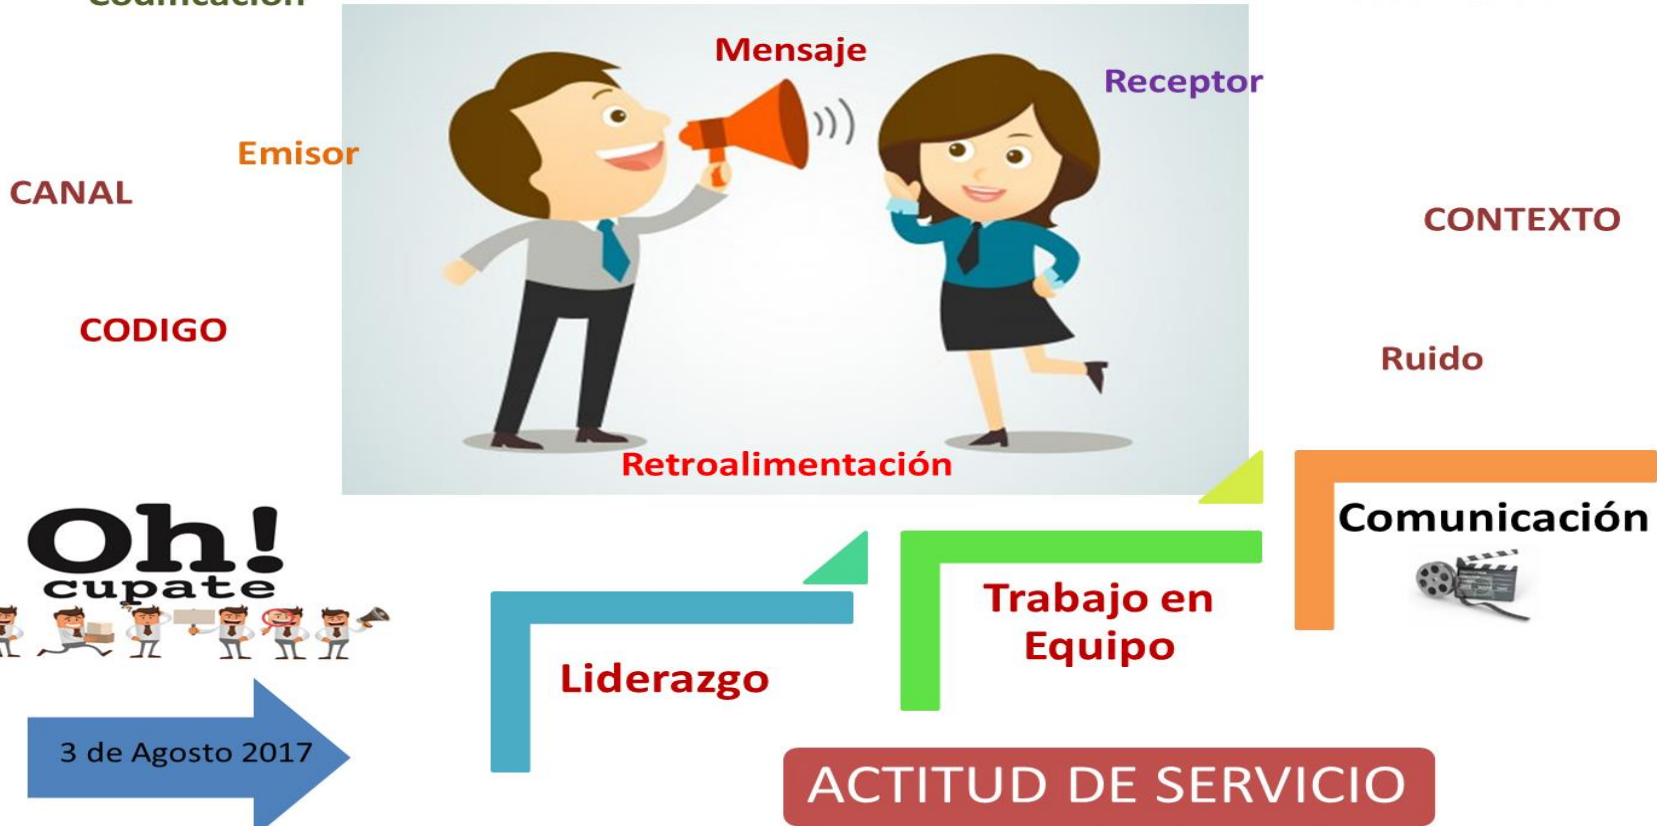 Codificación
Mensaje
Receptor
Emisor
CANAL
CONTEXTO
CODIGO
Ruido
Retroalimentación
Oh!
cupate
Comunicación
Trabajo en
Equipo
Liderazgo
3 de Agosto 2017
ACTITUD DE SERVICIO